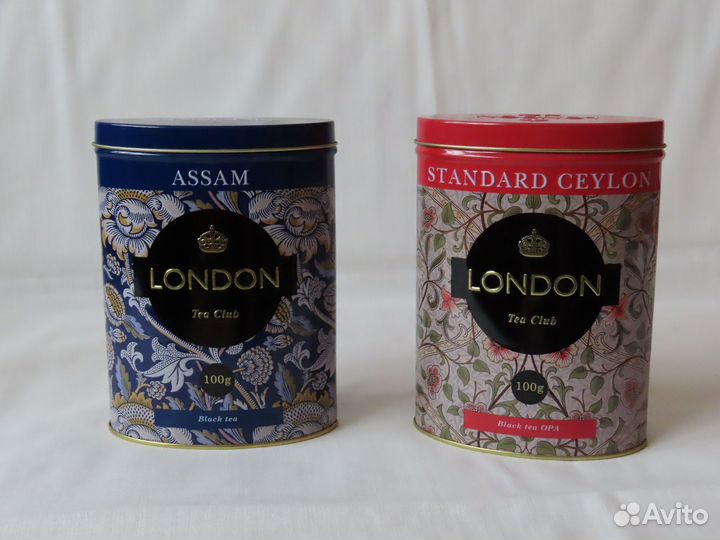 ASSAM
LONDON
Tea Club
100g
Black tea
STANDARD CEYLON
LONDON
Tea Club
100g
Black tea OPA
Avito